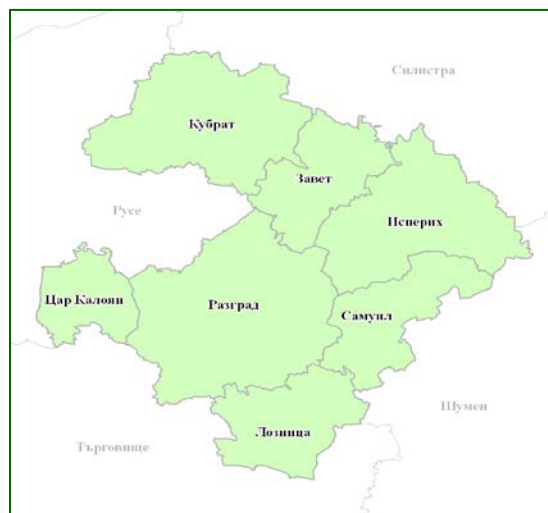 Силистра
Кубрат
Завет
Русе
Исперих
Цар Калоян
Разград
Самуил
Шумен
Лозница
Търговище